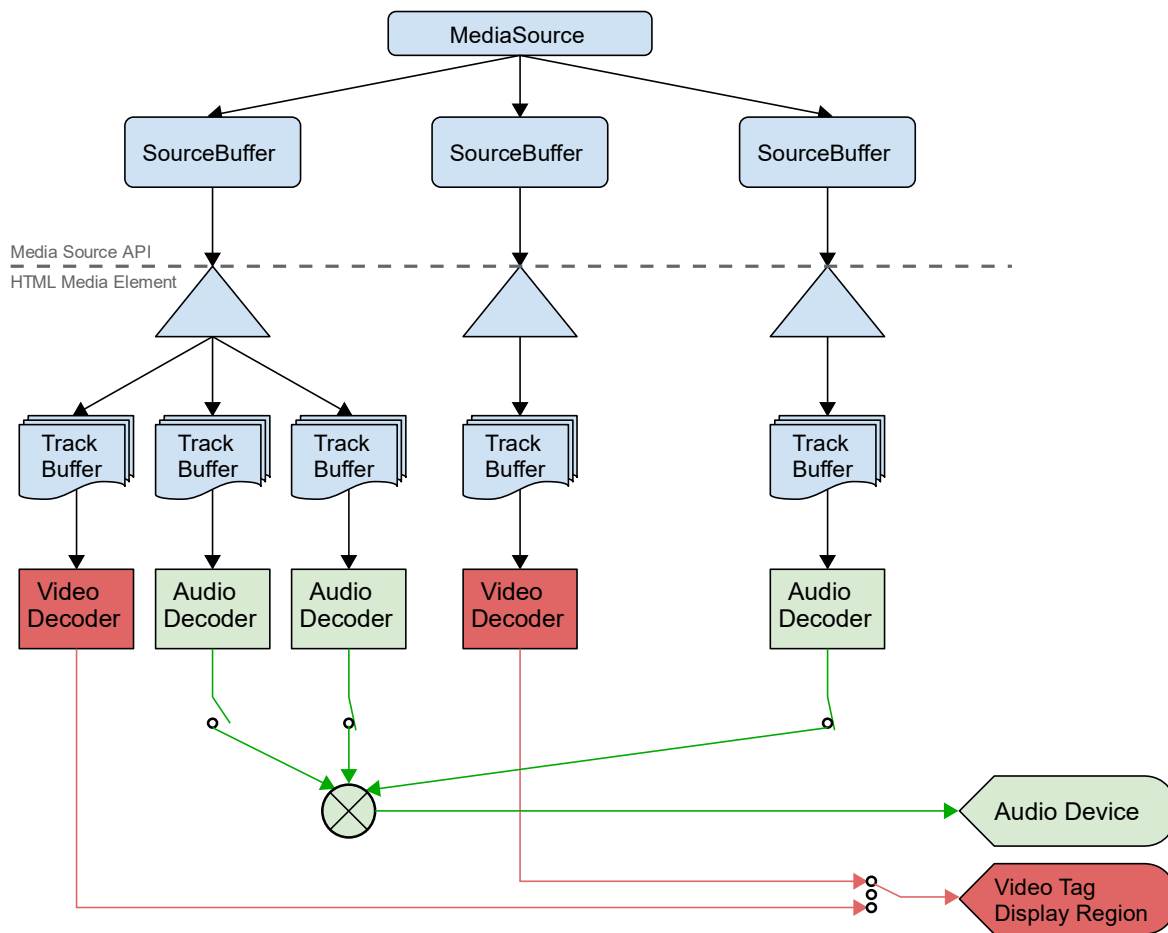 MediaSource
SourceBuffer
SourceBuffer
SourceBuffer
Media Source API
HTML Media Element
Track
Buffer
Track
Buffer
Track
Buffer
Track
Buffer
Track
Buffer
Video
Decoder
Audio
Decoder
Audio
Decoder
Video
Decoder
Audio
Decoder
Audio Device
Video Tag
Display Region